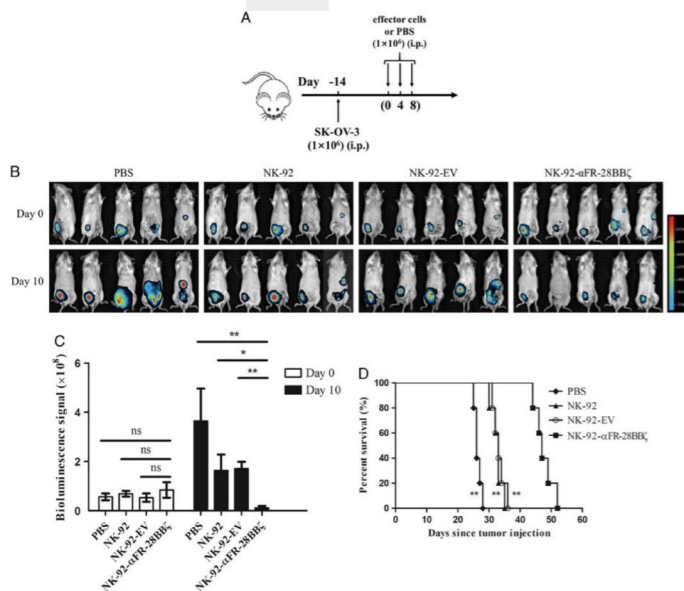 A
effector cells
or PBS
(1×10⁶) (i.p.)
Day -14 (0 4 8)
SK-OV-3
(1×10⁶) (i.p.)
B
PBS NK-92 NK-92-EV NK-92-αFR-28BBζ
Day 0
Day 10
C
Bioluminescence signal (×10⁸)
6
4
2
0
**
*
**
Day 0
Day 10
ns
ns
ns
PBS
NK-92
NK-92-EV
NK-92-αFR-28BBζ
PBS
NK-92
NK-92-EV
NK-92-αFR-28BBζ
D
Percent survival (%)
100
80
60
40
20
0
PBS
NK-92
NK-92-EV
NK-92-αFR-28BBζ
** ** **
0 10 20 30 40 50 60
Days since tumor injection